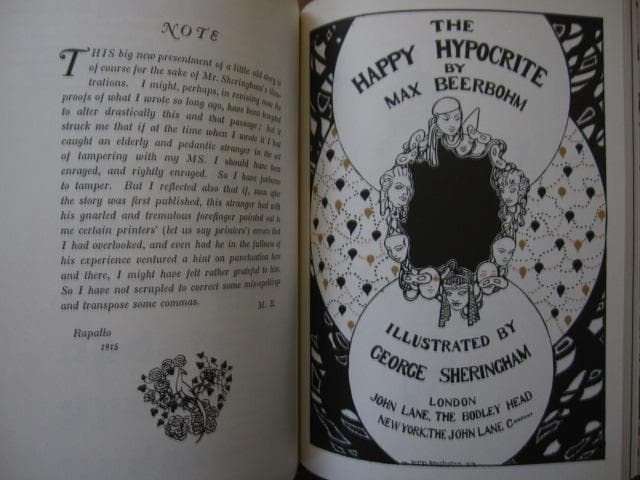 NOTE
THIS big new presentment of a little old story is
of course for the sake of Mr. Sheringham's illus-
trations. I might, perhaps, in revising now the
proofs of what I wrote so long ago, have been tempted
to alter drastically this and that passage; but it
struck me that if at the time when I wrote it I had
caught an elderly and pedantic stranger in the act
of tampering with my MS. I should have been
enraged, and rightly enraged. So I have forborne
to tamper. But I reflected also that if, soon after
the story was first published, this stranger had with
his gnarled and tremulous forefinger pointed out to
me certain printers' (let us say printers') errors that
I had overlooked, and even had he in the fullness of
his experience ventured a hint on punctuation here
and there, I might have felt rather grateful to him.
So I have not scrupled to correct some mis-spellings
and transpose some commas. M. B.
Rapallo
1915
THE
HAPPY HYPOCRITE
BY
MAX BEERBOHM
ILLUSTRATED BY
GEORGE SHERINGHAM
LONDON
JOHN LANE, THE BODLEY HEAD
NEW YORK, THE JOHN LANE COMPANY